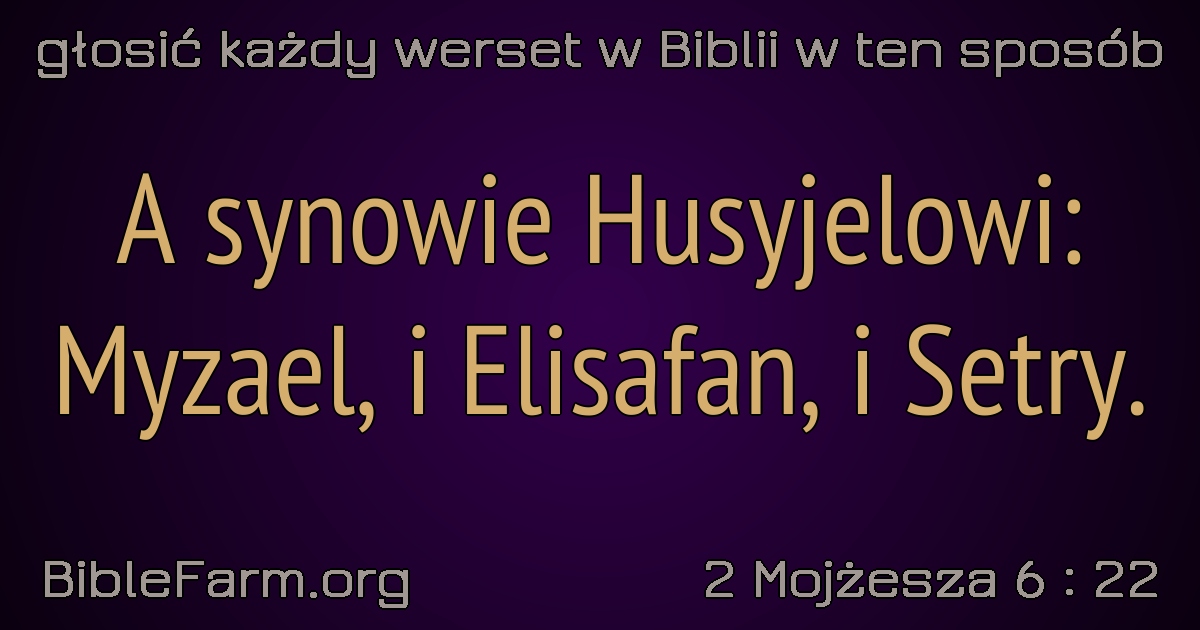 głosić każdy werset w Biblii w ten sposób
A synowie Husyjelowi:
Myzael, i Elisafan, i Setry.
BibleFarm.org
2 Mojżesza 6 : 22